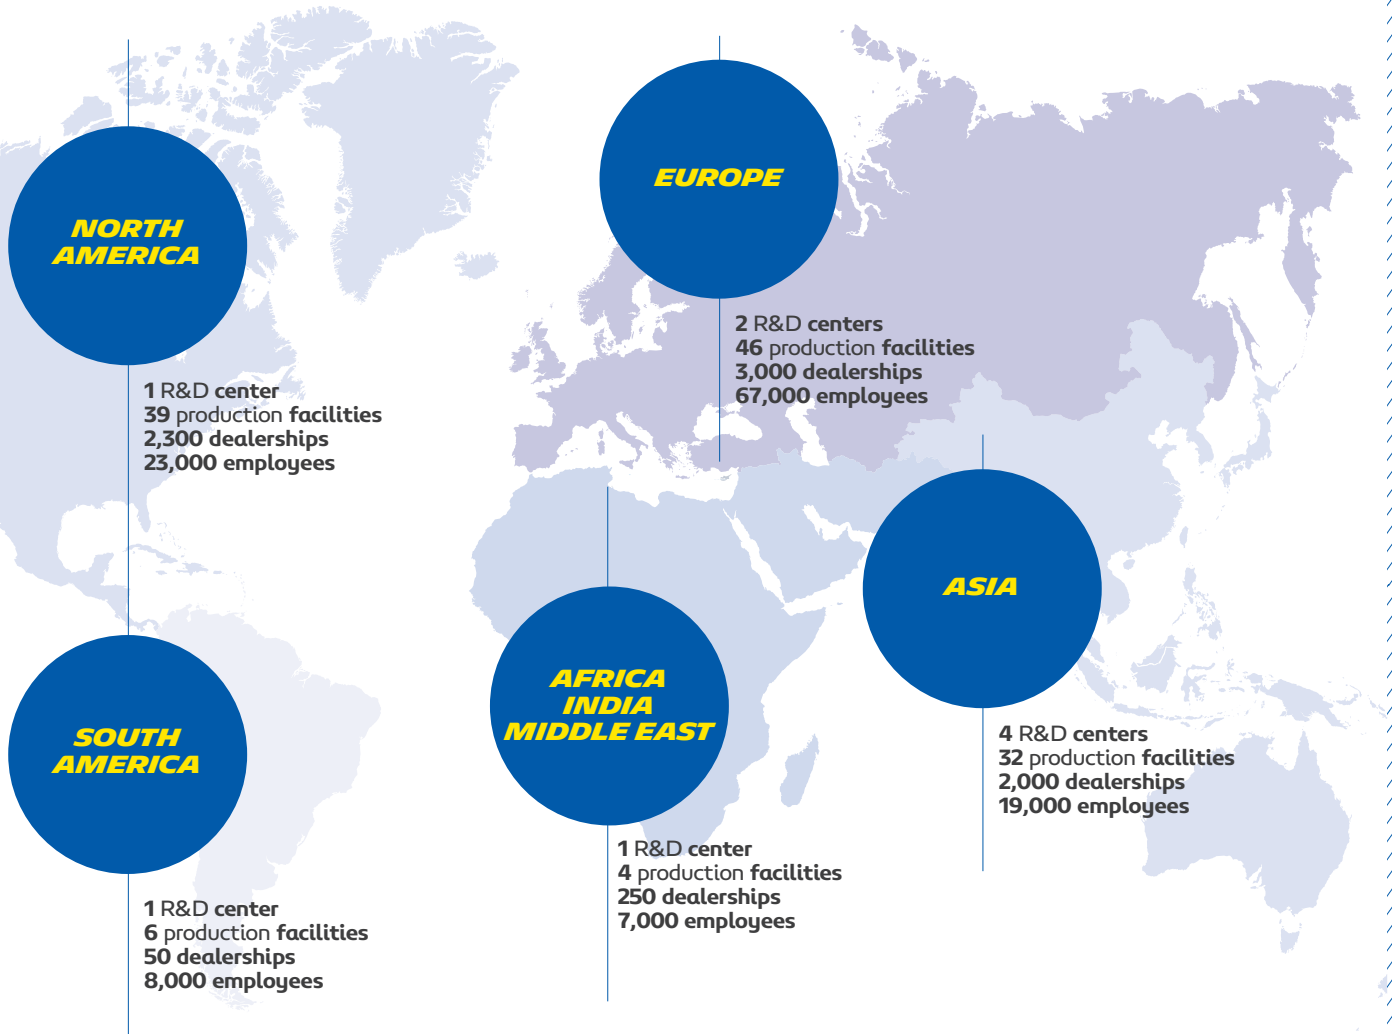 NORTH
AMERICA
1 R&D center
39 production facilities
2,300 dealerships
23,000 employees
EUROPE
2 R&D centers
46 production facilities
3,000 dealerships
67,000 employees
SOUTH
AMERICA
1 R&D center
6 production facilities
50 dealerships
8,000 employees
AFRICA
INDIA
MIDDLE EAST
1 R&D center
4 production facilities
250 dealerships
7,000 employees
ASIA
4 R&D centers
32 production facilities
2,000 dealerships
19,000 employees